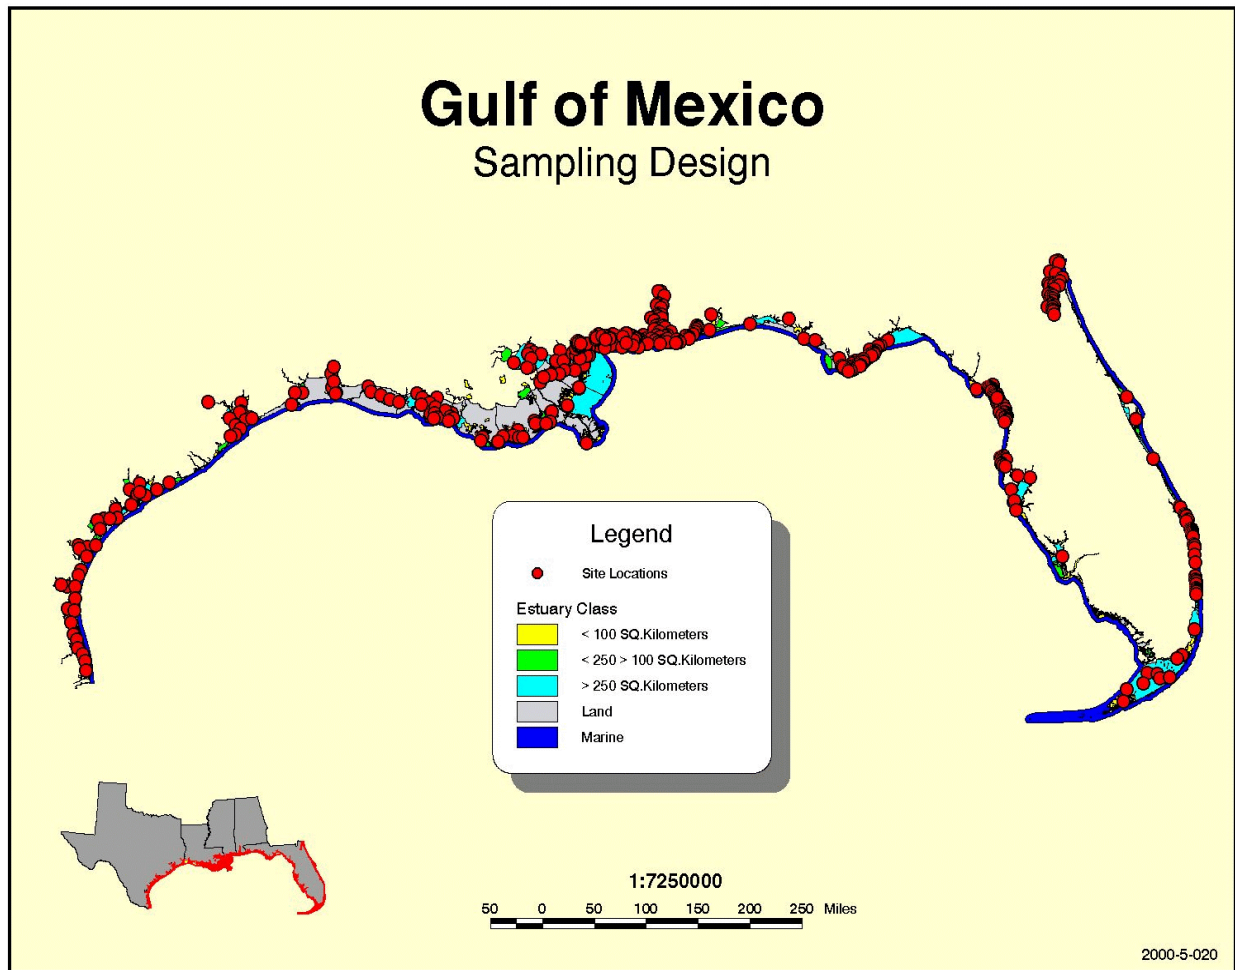 Gulf of Mexico
Sampling Design
Legend
Site Locations
Estuary Class
< 100 SQ.Kilometers
< 250 > 100 SQ.Kilometers
> 250 SQ.Kilometers
Land
Marine
1:7250000
50 0 50 100 150 200 250 Miles
2000-5-020